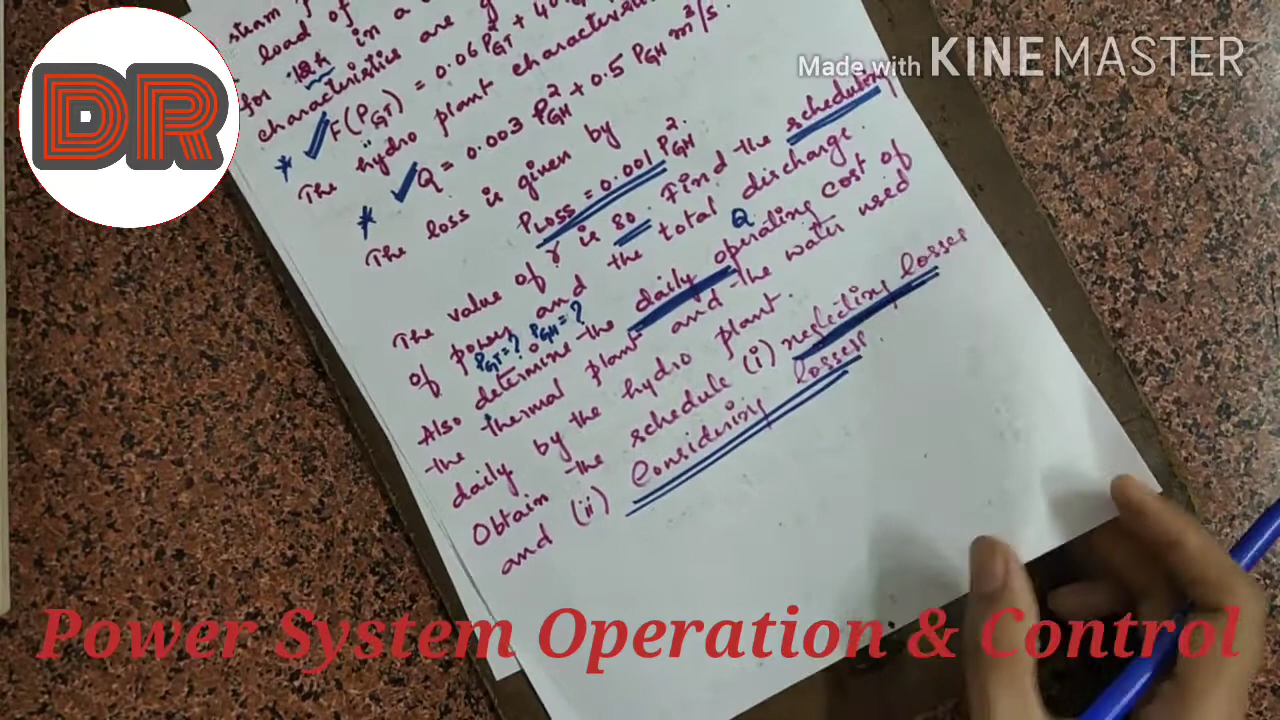 load of
for 12h in a
characteristics are
* F(PGT) = 0.06 P²GT + 40
The hydro plant
* Q = 0.003 P²GH + 0.5 PGH m³/s.
The loss is given by
PLOSS = 0.001 P²GH.
The value of r is 80. Find the scheduling
of power and the total discharge.
PGT=? PGH=? Q
Also determine the daily operating cost of
the thermal plant and the water used
daily by the hydro plant.
Obtain the schedule (i) neglecting losses
and (ii) Considering losses.
Made with KINEMASTER
DR
Power System Operation & Control